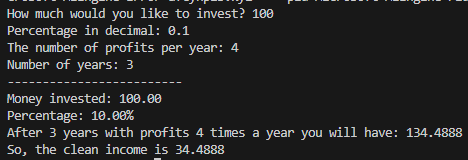 How much would you like to invest? 100
Percentage in decimal: 0.1
The number of profits per year: 4
Number of years: 3
-------------------------
Money invested: 100.00
Percentage: 10.00%
After 3 years with profits 4 times a year you will have: 134.4888
So, the clean income is 34.4888